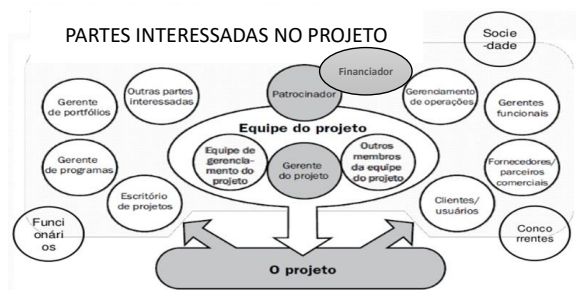 PARTES INTERESSADAS NO PROJETO
Socie
-dade
Financiador
Patrocinador
Outras partes
interessadas
Gerente
de portfólios
Gerenciamento
de operações
Gerentes
funcionais
Equipe do projeto
Equipe de
gerencia-
mento do
projeto
Gerente
do projeto
Outros
membros
da equipe
do projeto
Gerente
de programas
Fornecedores/
parceiros
comerciais
Escritório
de projetos
Clientes/
usuários
Funci
onári
os
Conco
rrentes
O projeto